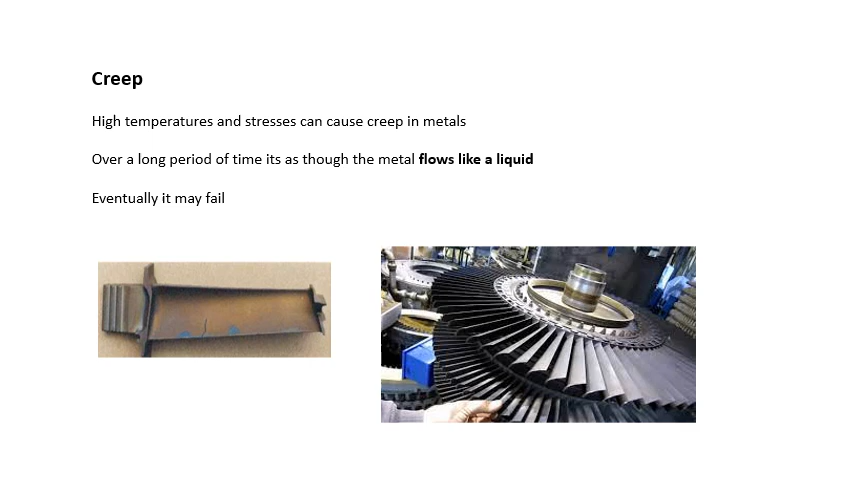 Creep
High temperatures and stresses can cause creep in metals
Over a long period of time its as though the metal flows like a liquid
Eventually it may fail